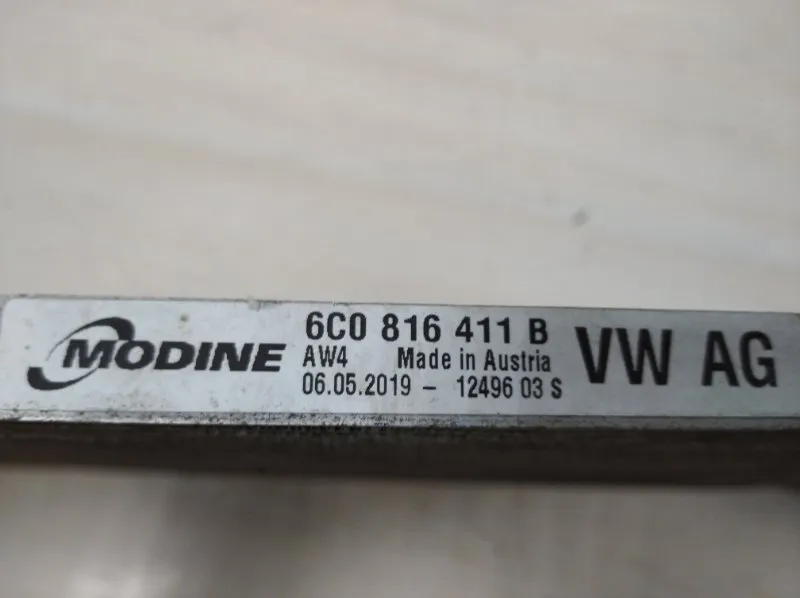 MODINE
6C0 816 411 B
AW4 Made in Austria
06.05.2019 - 12496 03 S
VW AG